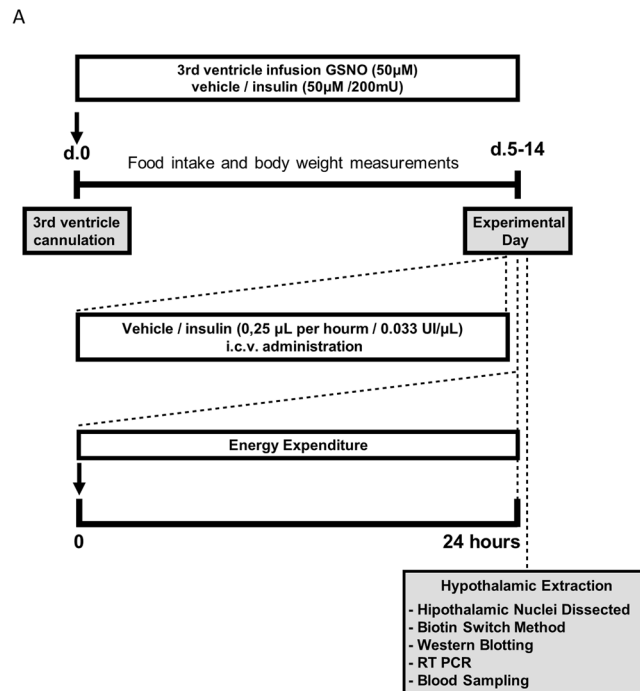 A
3rd ventricle infusion GSNO (50µM)
vehicle / insulin (50µM /200mU)
d.0
Food intake and body weight measurements
d.5-14
3rd ventricle
cannulation
Experimental
Day
Vehicle / insulin (0,25 µL per hourm / 0.033 UI/µL)
i.c.v. administration
Energy Expenditure
0
24 hours
Hypothalamic Extraction
- Hipothalamic Nuclei Dissected
- Biotin Switch Method
- Western Blotting
- RT PCR
- Blood Sampling